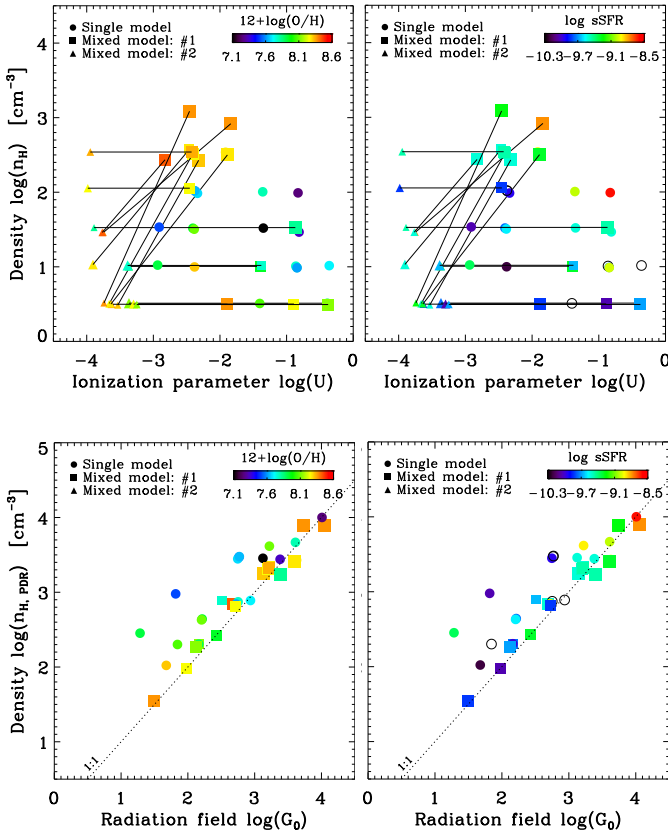 Single model
Mixed model: #1
Mixed model: #2
12+log(O/H)
7.1 7.6 8.1 8.6
Single model
Mixed model: #1
Mixed model: #2
log sSFR
−10.3 −9.7 −9.1 −8.5
Density log(n_H) [cm⁻³]
5
4
3
2
1
0
−4 −3 −2 −1 0
−4 −3 −2 −1 0
Ionization parameter log(U)
Ionization parameter log(U)
Single model
Mixed model: #1
Mixed model: #2
12+log(O/H)
7.1 7.6 8.1 8.6
Single model
Mixed model: #1
Mixed model: #2
log sSFR
−10.3 −9.7 −9.1 −8.5
Density log(n_H, PDR) [cm⁻³]
5
4
3
2
1
1:1
1:1
0 1 2 3 4
0 1 2 3 4
Radiation field log(G₀)
Radiation field log(G₀)